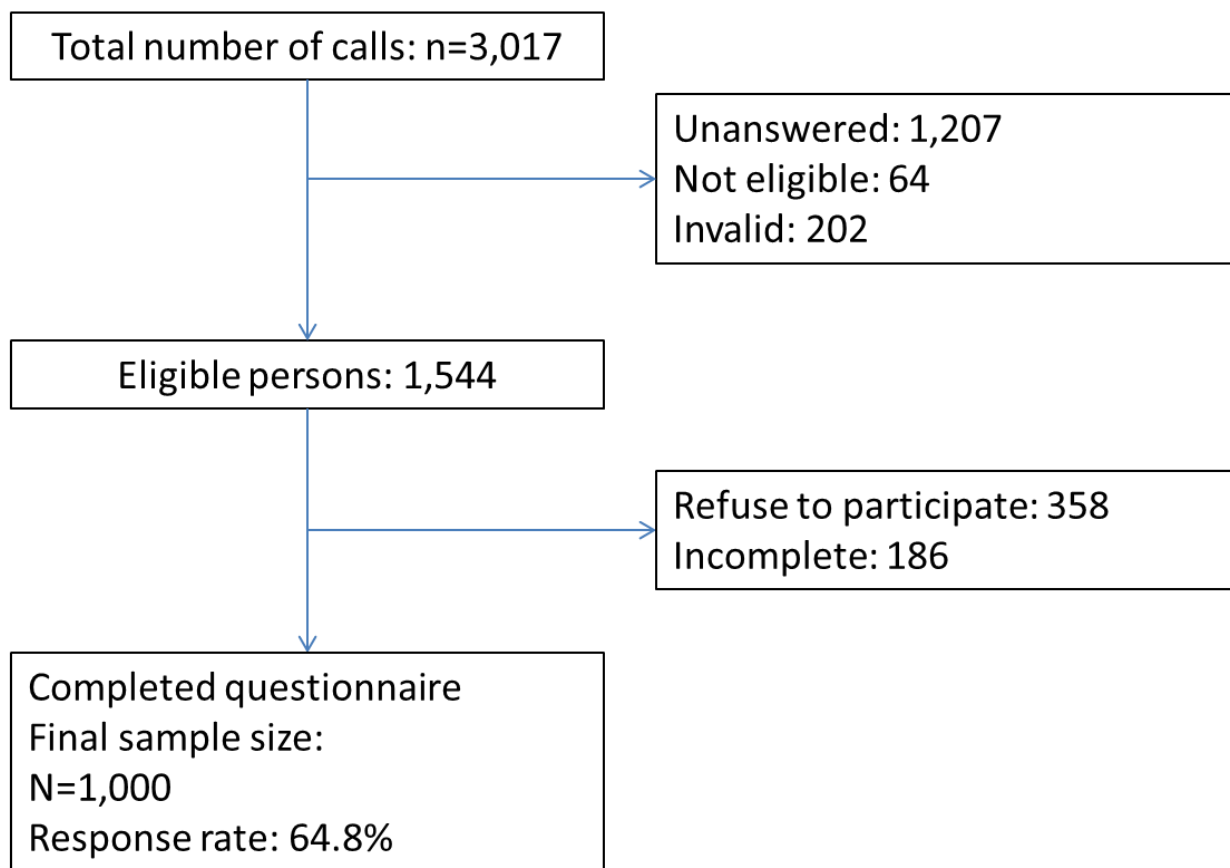 Total number of calls: n=3,017
Unanswered: 1,207
Not eligible: 64
Invalid: 202
Eligible persons: 1,544
Refuse to participate: 358
Incomplete: 186
Completed questionnaire
Final sample size:
N=1,000
Response rate: 64.8%